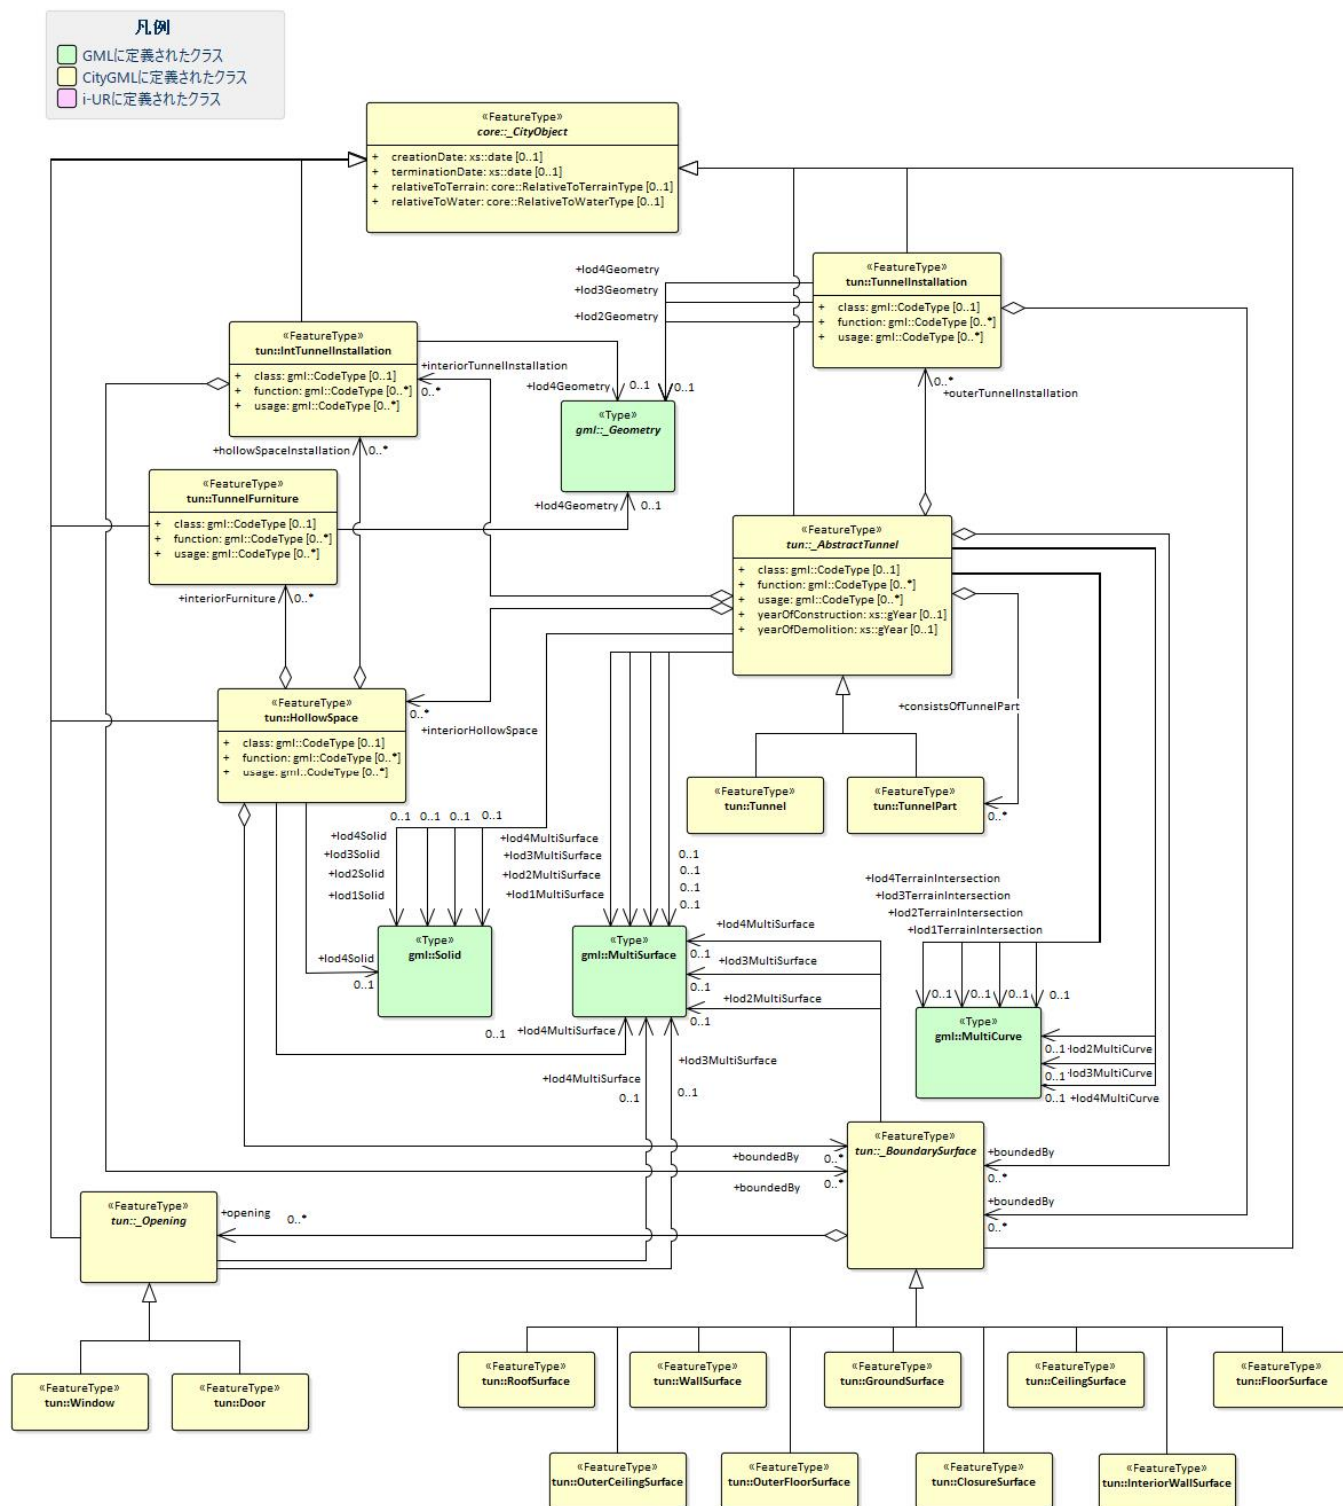 凡例
GMLに定義されたクラス
CityGMLに定義されたクラス
i-URに定義されたクラス
«FeatureType»
core::_CityObject
+ creationDate: xs::date [0..1]
+ terminationDate: xs::date [0..1]
+ relativeToTerrain: core::RelativeToTerrainType [0..1]
+ relativeToWater: core::RelativeToWaterType [0..1]
«FeatureType»
tun::TunnelInstallation
+ class: gml::CodeType [0..1]
+ function: gml::CodeType [0..*]
+ usage: gml::CodeType [0..*]
+lod4Geometry
+lod3Geometry
+lod2Geometry
«FeatureType»
tun::IntTunnelInstallation
+ class: gml::CodeType [0..1]
+ function: gml::CodeType [0..*]
+ usage: gml::CodeType [0..*]
+interiorTunnelInstallation
0..*
+lod4Geometry
0..1
0..1
0..*
+outerTunnelInstallation
«Type»
gml::_Geometry
+hollowSpaceInstallation
0..*
«FeatureType»
tun::TunnelFurniture
+ class: gml::CodeType [0..1]
+ function: gml::CodeType [0..*]
+ usage: gml::CodeType [0..*]
+lod4Geometry
0..1
+interiorFurniture
0..*
«FeatureType»
tun::_AbstractTunnel
+ class: gml::CodeType [0..1]
+ function: gml::CodeType [0..*]
+ usage: gml::CodeType [0..*]
+ yearOfConstruction: xs::gYear [0..1]
+ yearOfDemolition: xs::gYear [0..1]
«FeatureType»
tun::HollowSpace
+ class: gml::CodeType [0..1]
+ function: gml::CodeType [0..*]
+ usage: gml::CodeType [0..*]
0..*
+interiorHollowSpace
+consistsOfTunnelPart
«FeatureType»
tun::Tunnel
«FeatureType»
tun::TunnelPart
0..*
0..1 0..1 0..1 0..1
+lod4Solid
+lod3Solid
+lod2Solid
+lod1Solid
+lod4MultiSurface
+lod3MultiSurface
+lod2MultiSurface
+lod1MultiSurface
0..1
0..1
0..1
0..1
+lod4TerrainIntersection
+lod3TerrainIntersection
+lod2TerrainIntersection
+lod1TerrainIntersection
«Type»
gml::Solid
+lod4Solid
0..1
«Type»
gml::MultiSurface
+lod4MultiSurface
0..1
+lod3MultiSurface
0..1
+lod2MultiSurface
0..1
0..1 0..1 0..1 0..1
«Type»
gml::MultiCurve
0..1 +lod2MultiCurve
0..1 +lod3MultiCurve
0..1 +lod4MultiCurve
0..1
+lod4MultiSurface
+lod3MultiSurface
+lod4MultiSurface
0..1
0..1
«FeatureType»
tun::_BoundarySurface
+boundedBy
0..*
+boundedBy
0..*
+boundedBy
0..*
+boundedBy
0..*
«FeatureType»
tun::_Opening
+opening
0..*
«FeatureType»
tun::Window
«FeatureType»
tun::Door
«FeatureType»
tun::RoofSurface
«FeatureType»
tun::WallSurface
«FeatureType»
tun::GroundSurface
«FeatureType»
tun::CeilingSurface
«FeatureType»
tun::FloorSurface
«FeatureType»
tun::OuterCeilingSurface
«FeatureType»
tun::OuterFloorSurface
«FeatureType»
tun::ClosureSurface
«FeatureType»
tun::InteriorWallSurface